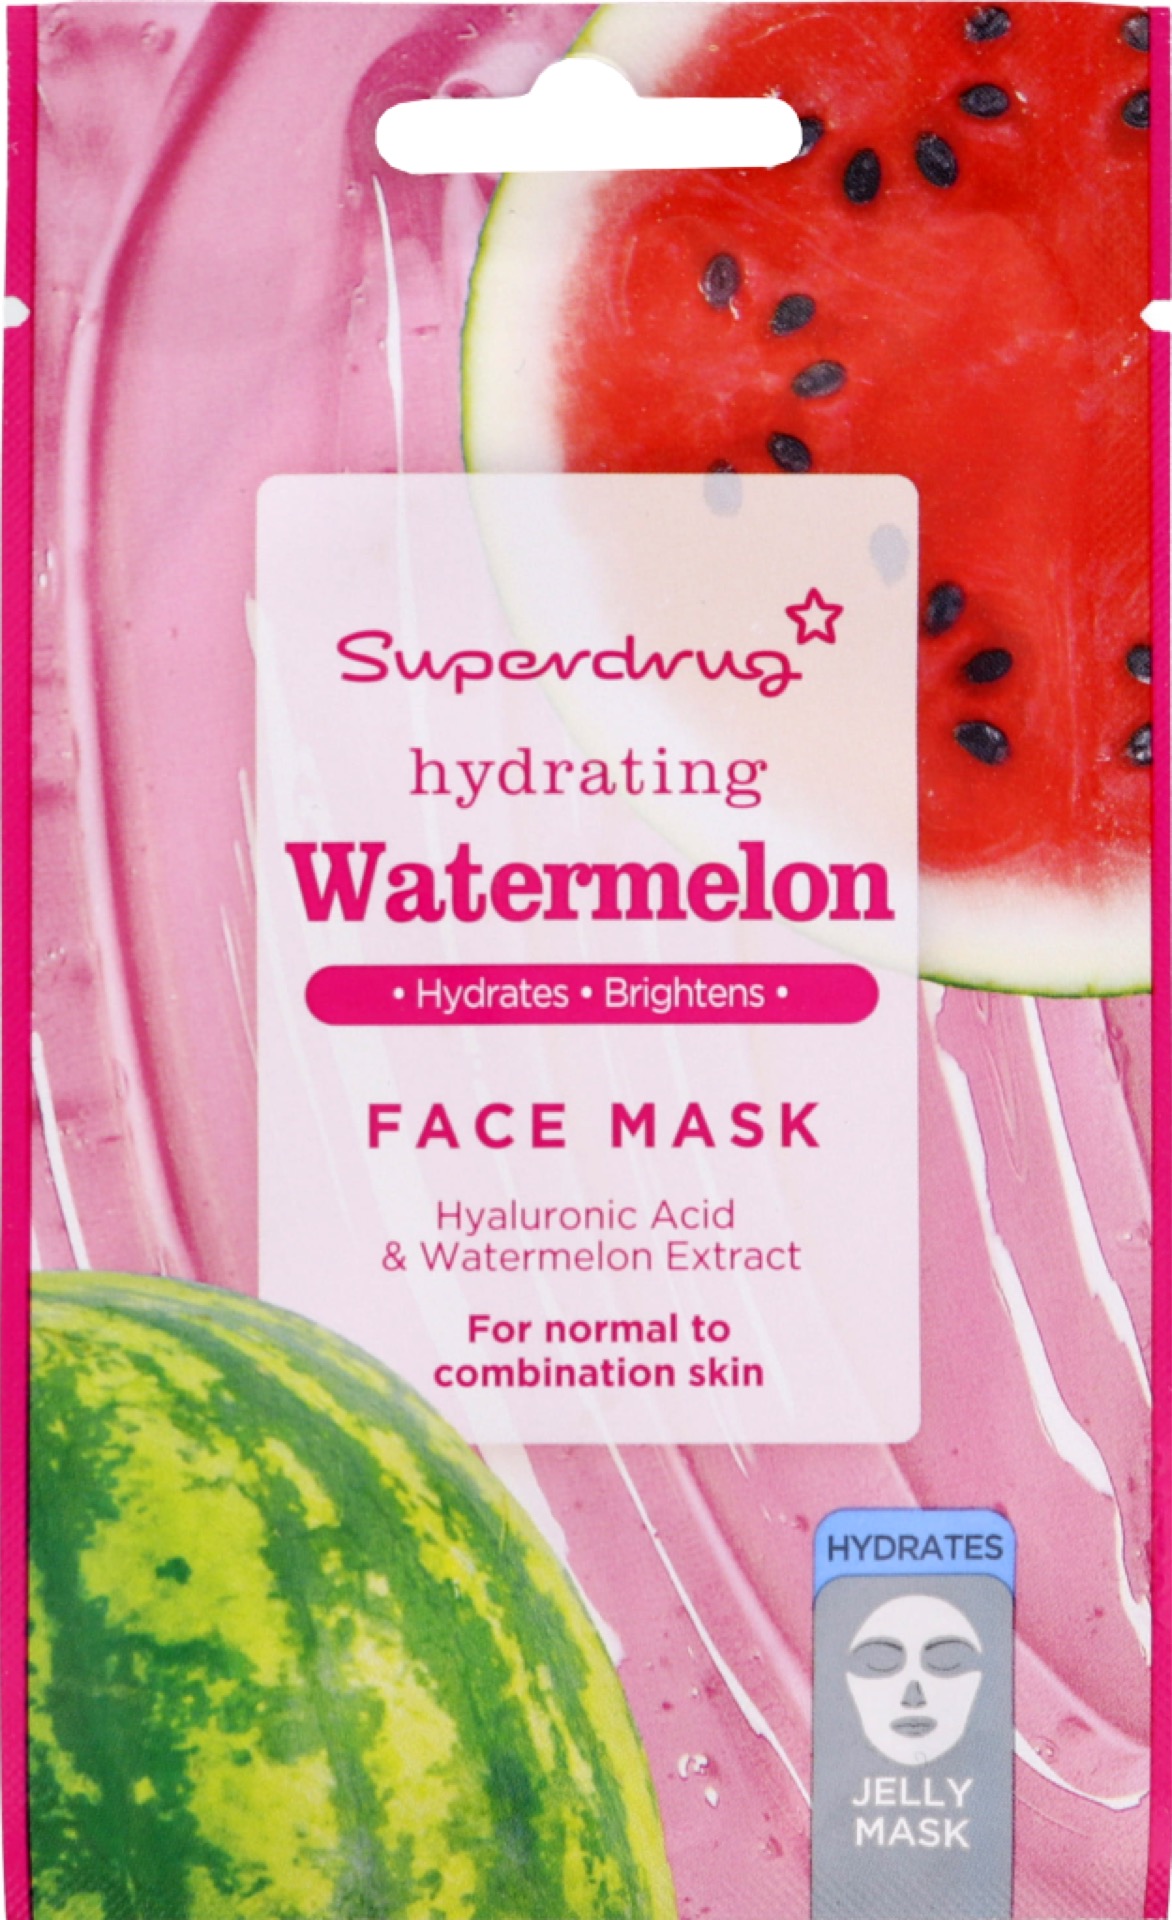 Superdrug
hydrating
Watermelon
• Hydrates • Brightens •
FACE MASK
Hyaluronic Acid
& Watermelon Extract
For normal to
combination skin
HYDRATES
JELLY
MASK